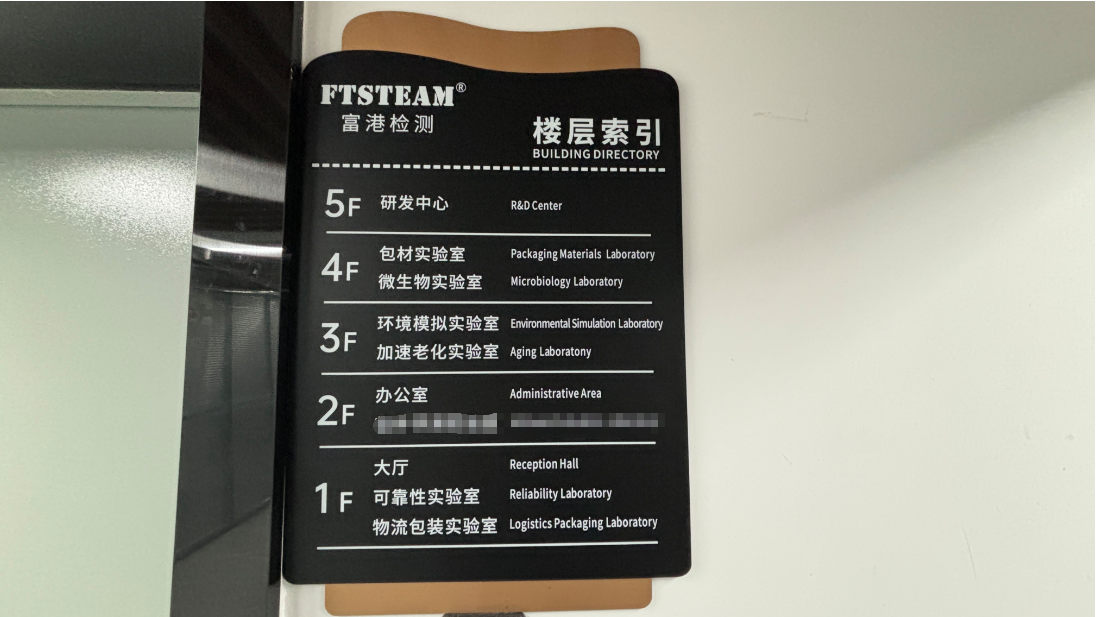 FTSTEAM®
富港检测
楼层索引
BUILDING DIRECTORY
5F 研发中心 R&D Center
4F 包材实验室 Packaging Materials Laboratory
微生物实验室 Microbiology Laboratory
3F 环境模拟实验室 Environmental Simulation Laboratory
加速老化实验室 Aging Laboratony
2F 办公室 Administrative Area
1F 大厅 Reception Hall
可靠性实验室 Reliability Laboratory
物流包装实验室 Logistics Packaging Laboratory